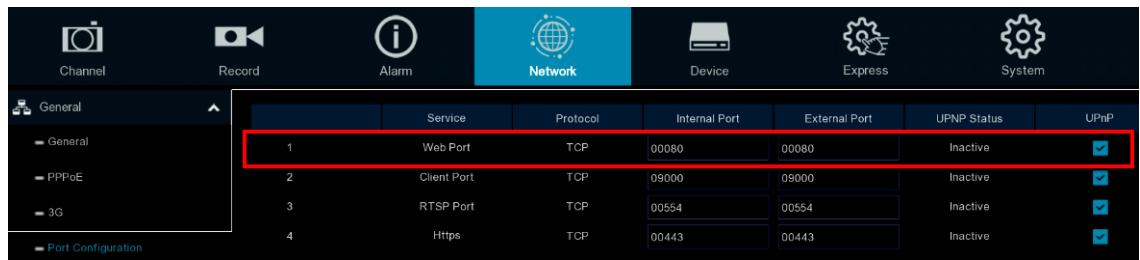 Channel Record Alarm Network Device Express System
General
Service Protocol Internal Port External Port UPNP Status UPnP
General
1 Web Port TCP 00080 00080 Inactive
PPPoE
2 Client Port TCP 09000 09000 Inactive
3G
3 RTSP Port TCP 00554 00554 Inactive
Port Configuration
4 Https TCP 00443 00443 Inactive